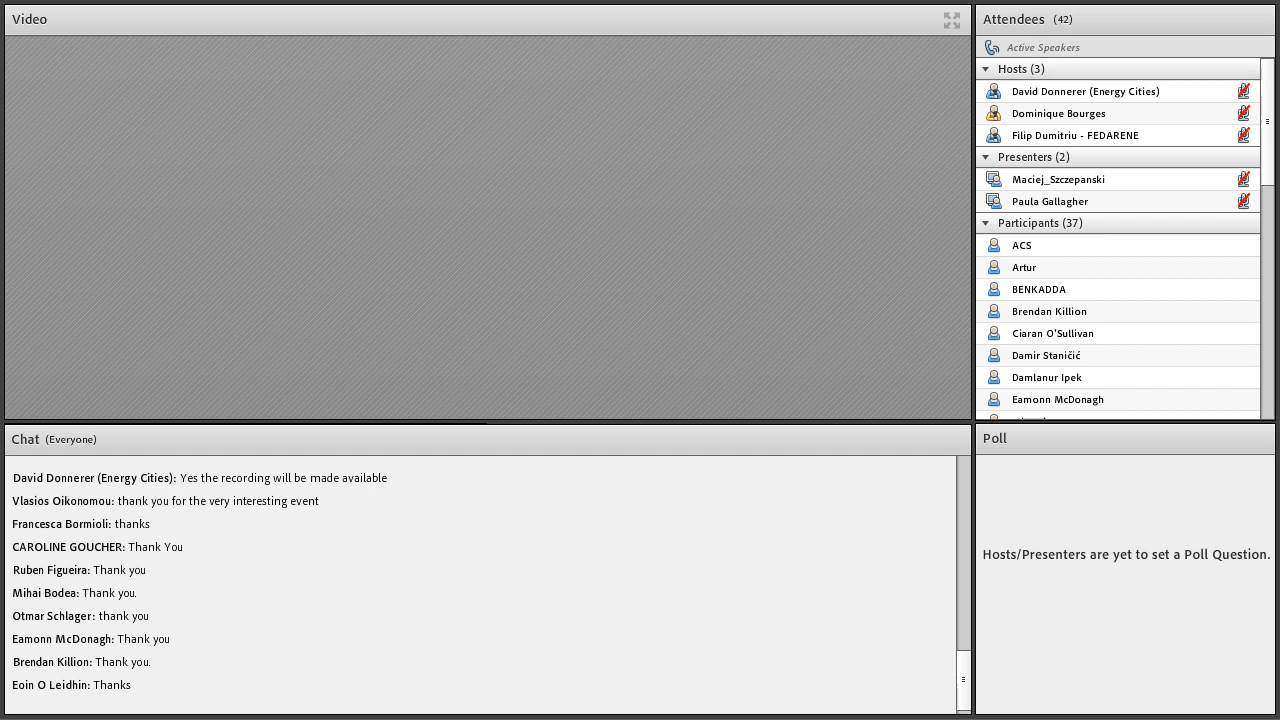 Video
Attendees (42)
Active Speakers
Hosts (3)
David Donnerer (Energy Cities)
Dominique Bourges
Filip Dumitriu - FEDARENE
Presenters (2)
Maciej_Szczepanski
Paula Gallagher
Participants (37)
ACS
Artur
BENKADDA
Brendan Killion
Ciaran O'Sullivan
Damir Staničić
Damlanur Ipek
Eamonn McDonagh
Chat (Everyone)
David Donnerer (Energy Cities): Yes the recording will be made available
Vlasios Oikonomou: thank you for the very interesting event
Francesca Bormioli: thanks
CAROLINE GOUCHER: Thank You
Ruben Figueira: Thank you
Mihai Bodea: Thank you.
Otmar Schlager: thank you
Eamonn McDonagh: Thank you
Brendan Killion: Thank you.
Eoin O Leidhin: Thanks
Poll
Hosts/Presenters are yet to set a Poll Question.